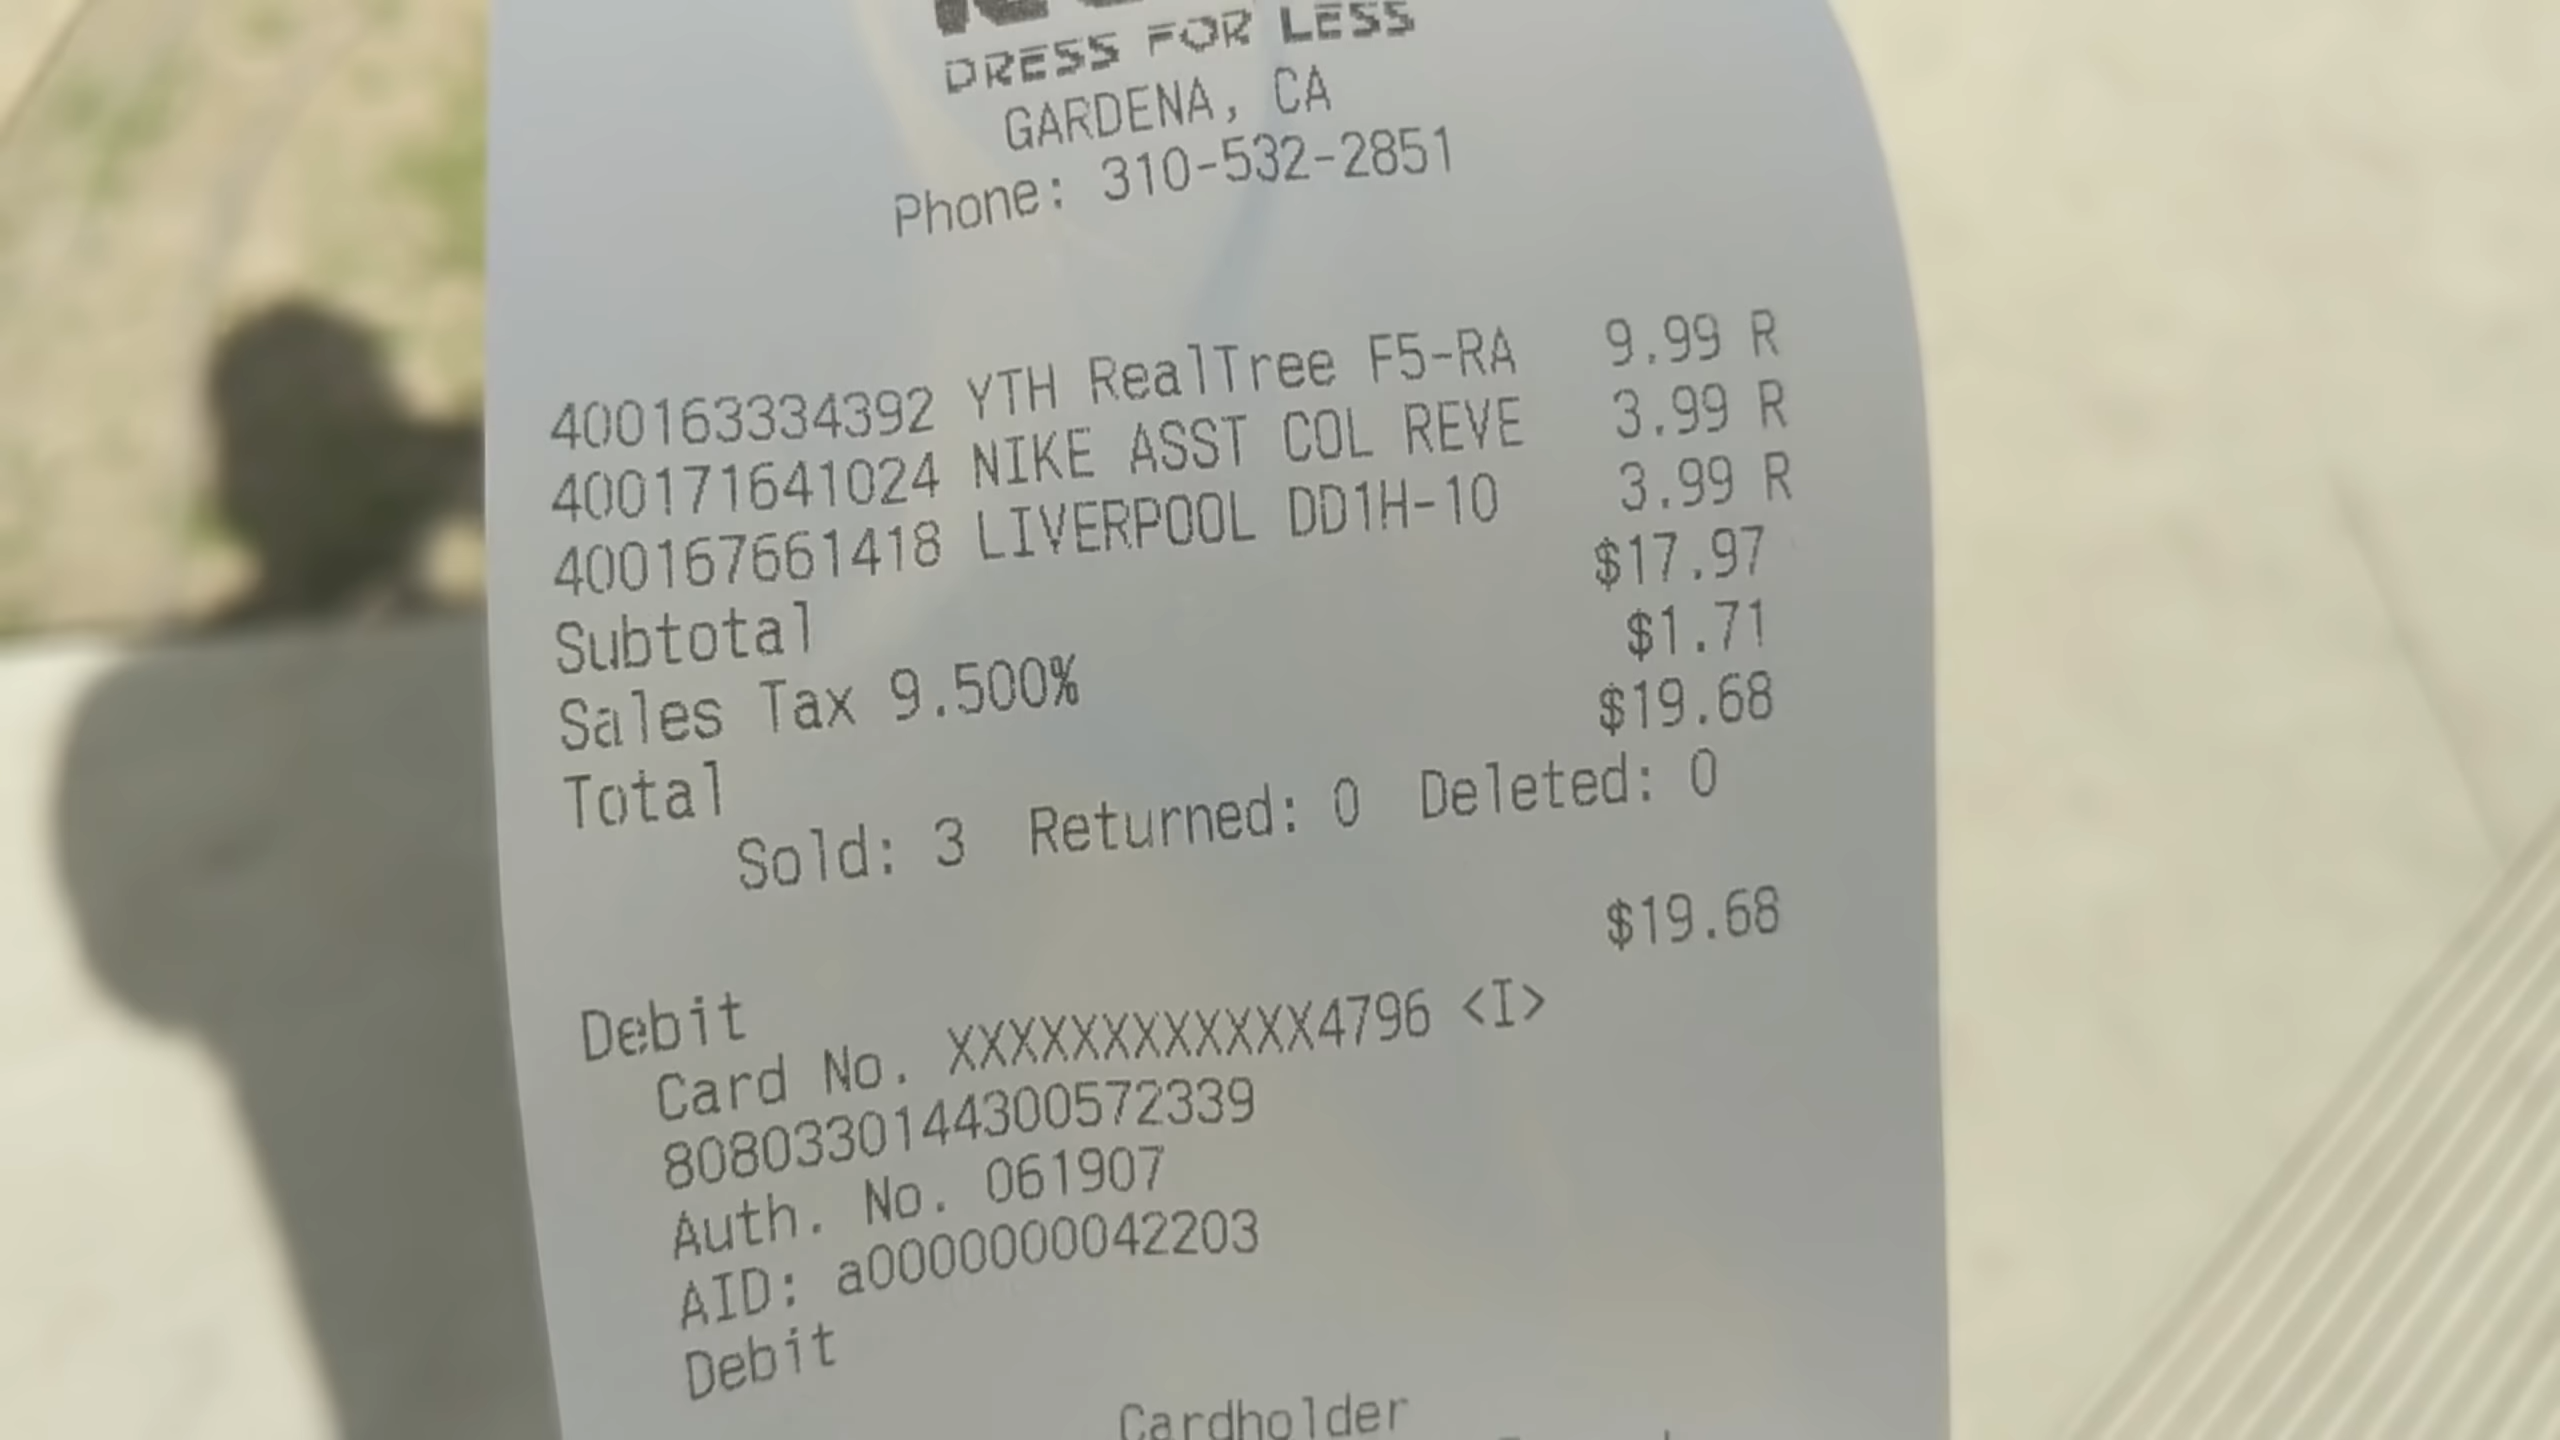 DRESS FOR LESS
GARDENA, CA
Phone: 310-532-2851
400163334392 YTH RealTree F5-RA 9.99 R
400171641024 NIKE ASST COL REVE 3.99 R
400167661418 LIVERPOOL DD1H-10 3.99 R
Subtotal $17.97
Sales Tax 9.500% $1.71
Total $19.68
Sold: 3 Returned: 0 Deleted: 0
Debit $19.68
Card No. XXXXXXXXXXXX4796 <I>
8080330144300572339
Auth. No. 061907
AID: a0000000042203
Debit
Cardholder